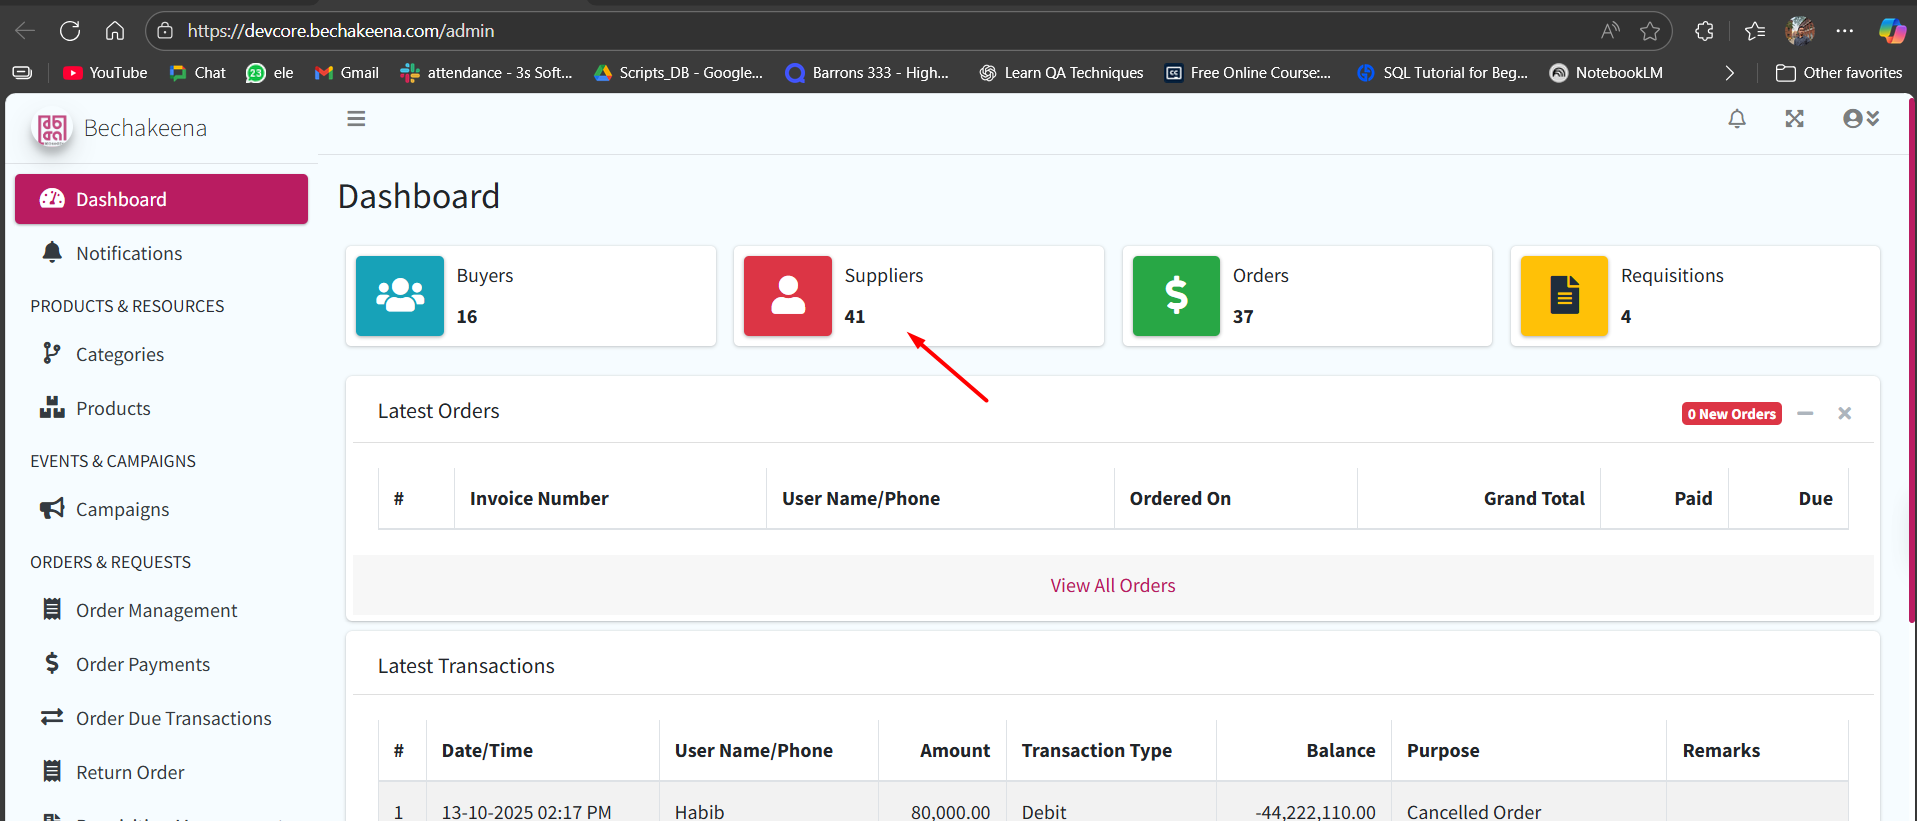 https://devcore.bechakeena.com/admin
YouTube Chat 23 ele Gmail attendance - 3s Soft... Scripts_DB - Google... Barrons 333 - High... Learn QA Techniques Free Online Course:... SQL Tutorial for Beg... NotebookLM Other favorites
Bechakeena
Dashboard
Notifications
PRODUCTS & RESOURCES
Categories
Products
EVENTS & CAMPAIGNS
Campaigns
ORDERS & REQUESTS
Order Management
Order Payments
Order Due Transactions
Return Order
Dashboard
Buyers
16
Suppliers
41
Orders
37
Requisitions
4
Latest Orders
0 New Orders
# Invoice Number User Name/Phone Ordered On Grand Total Paid Due
View All Orders
Latest Transactions
# Date/Time User Name/Phone Amount Transaction Type Balance Purpose Remarks
1 13-10-2025 02:17 PM Habib 80,000.00 Debit -44,222,110.00 Cancelled Order